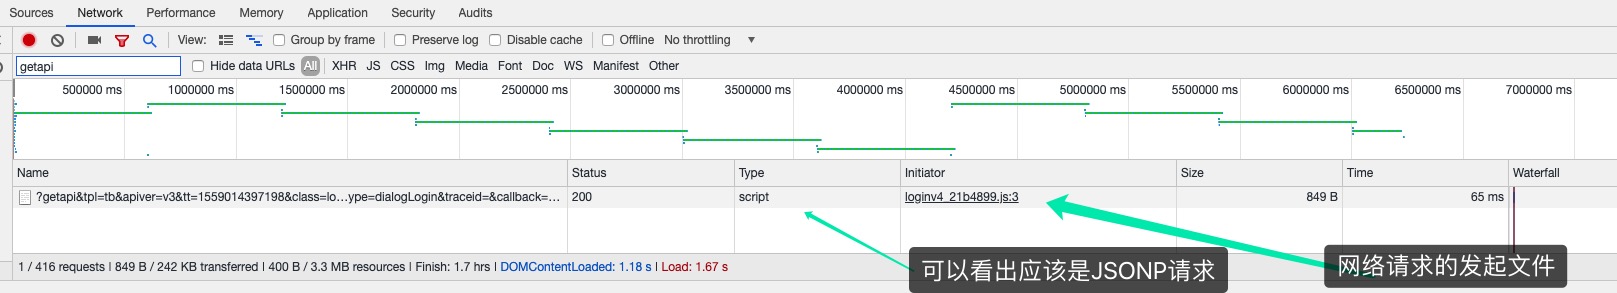 Sources Network Performance Memory Application Security Audits
View: Group by frame Preserve log Disable cache Offline No throttling
getapi Hide data URLs All XHR JS CSS Img Media Font Doc WS Manifest Other
500000 ms 1000000 ms 1500000 ms 2000000 ms 2500000 ms 3000000 ms 3500000 ms 4000000 ms 4500000 ms 5000000 ms 5500000 ms 6000000 ms 6500000 ms 7000000 ms
Name Status Type Initiator Size Time Waterfall
?getapi&tpl=tb&apiver=v3&tt=1559014397198&class=lo...ype=dialogLogin&traceid=&callback=... 200 script loginv4_21b4899.js:3 849 B 65 ms
可以看出应该是JSONP请求
网络请求的发起文件
1 / 416 requests | 849 B / 242 KB transferred | 400 B / 3.3 MB resources | Finish: 1.7 hrs | DOMContentLoaded: 1.18 s | Load: 1.67 s